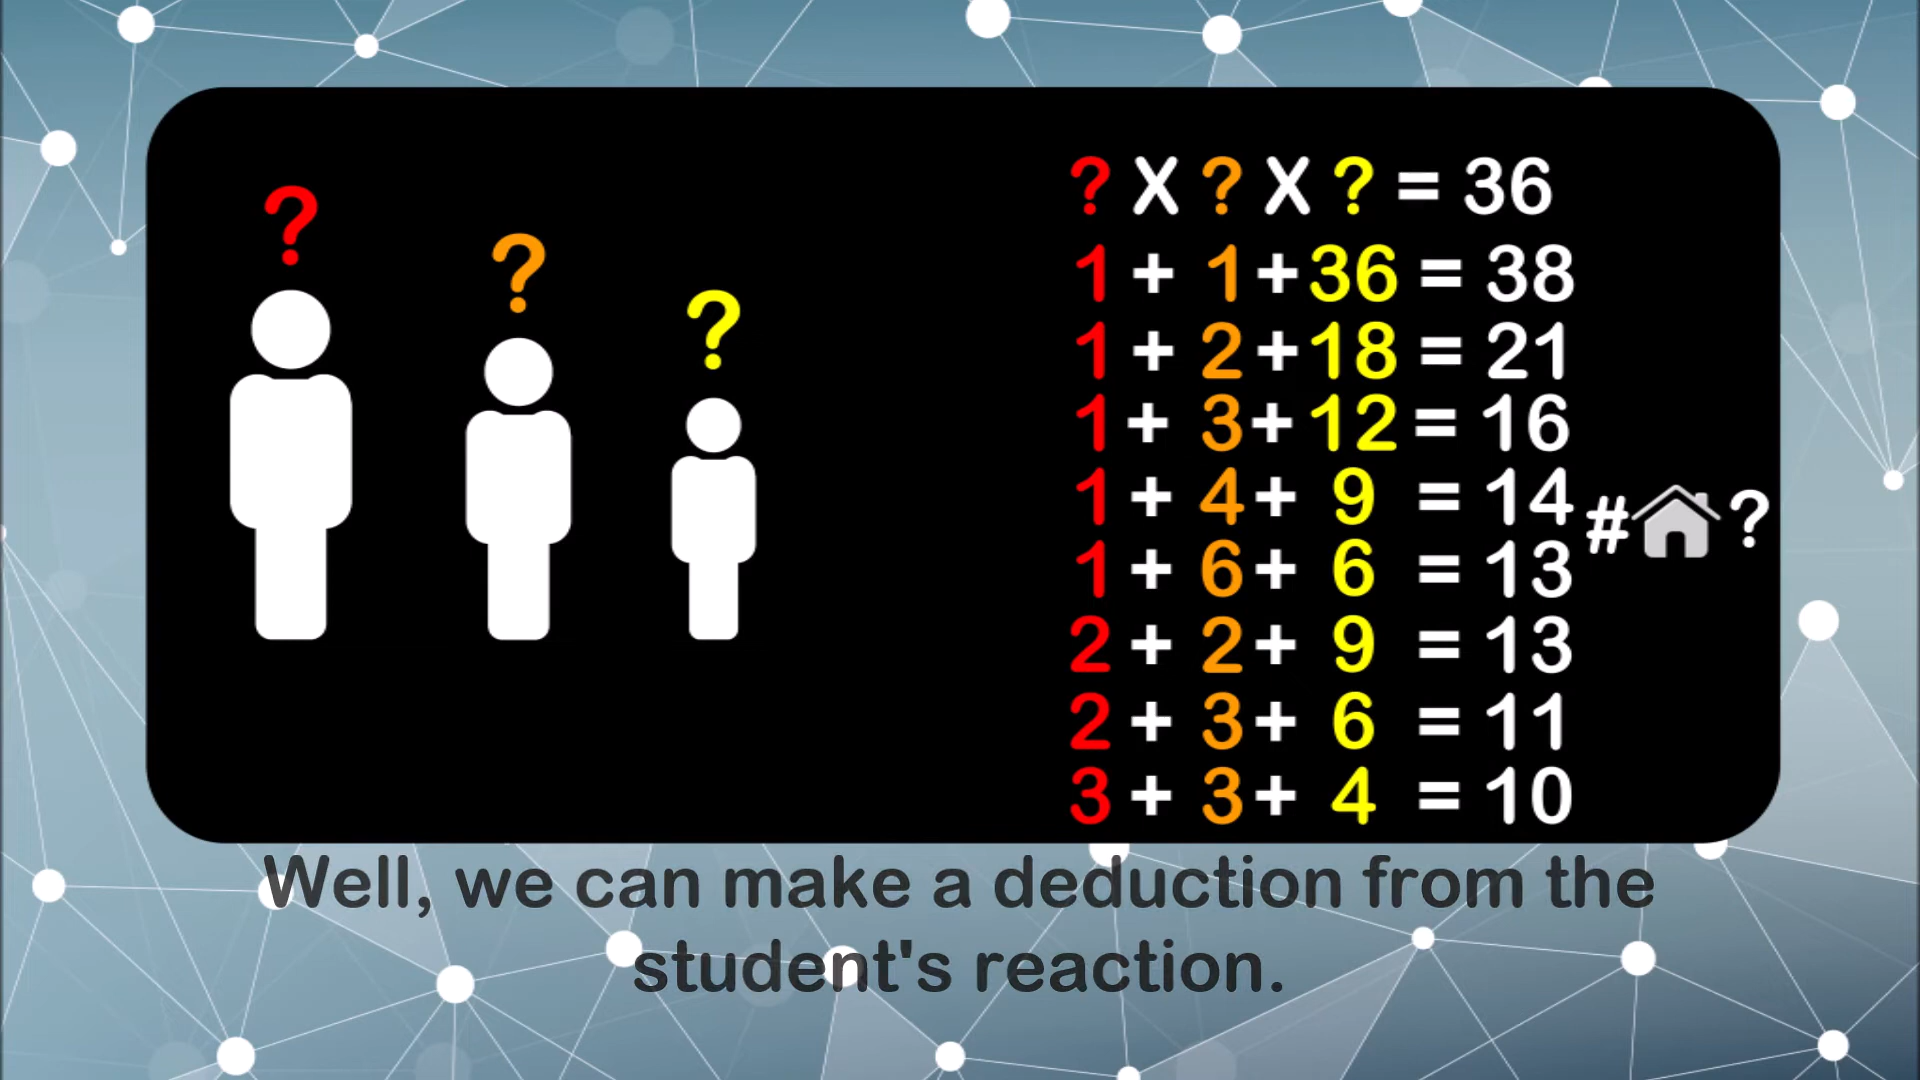 ?
?
?
? X ? X ? = 36
1 + 1 + 36 = 38
1 + 2 + 18 = 21
1 + 3 + 12 = 16
1 + 4 + 9 = 14
# ?
1 + 6 + 6 = 13
2 + 2 + 9 = 13
2 + 3 + 6 = 11
3 + 3 + 4 = 10
Well, we can make a deduction from the
student's reaction.